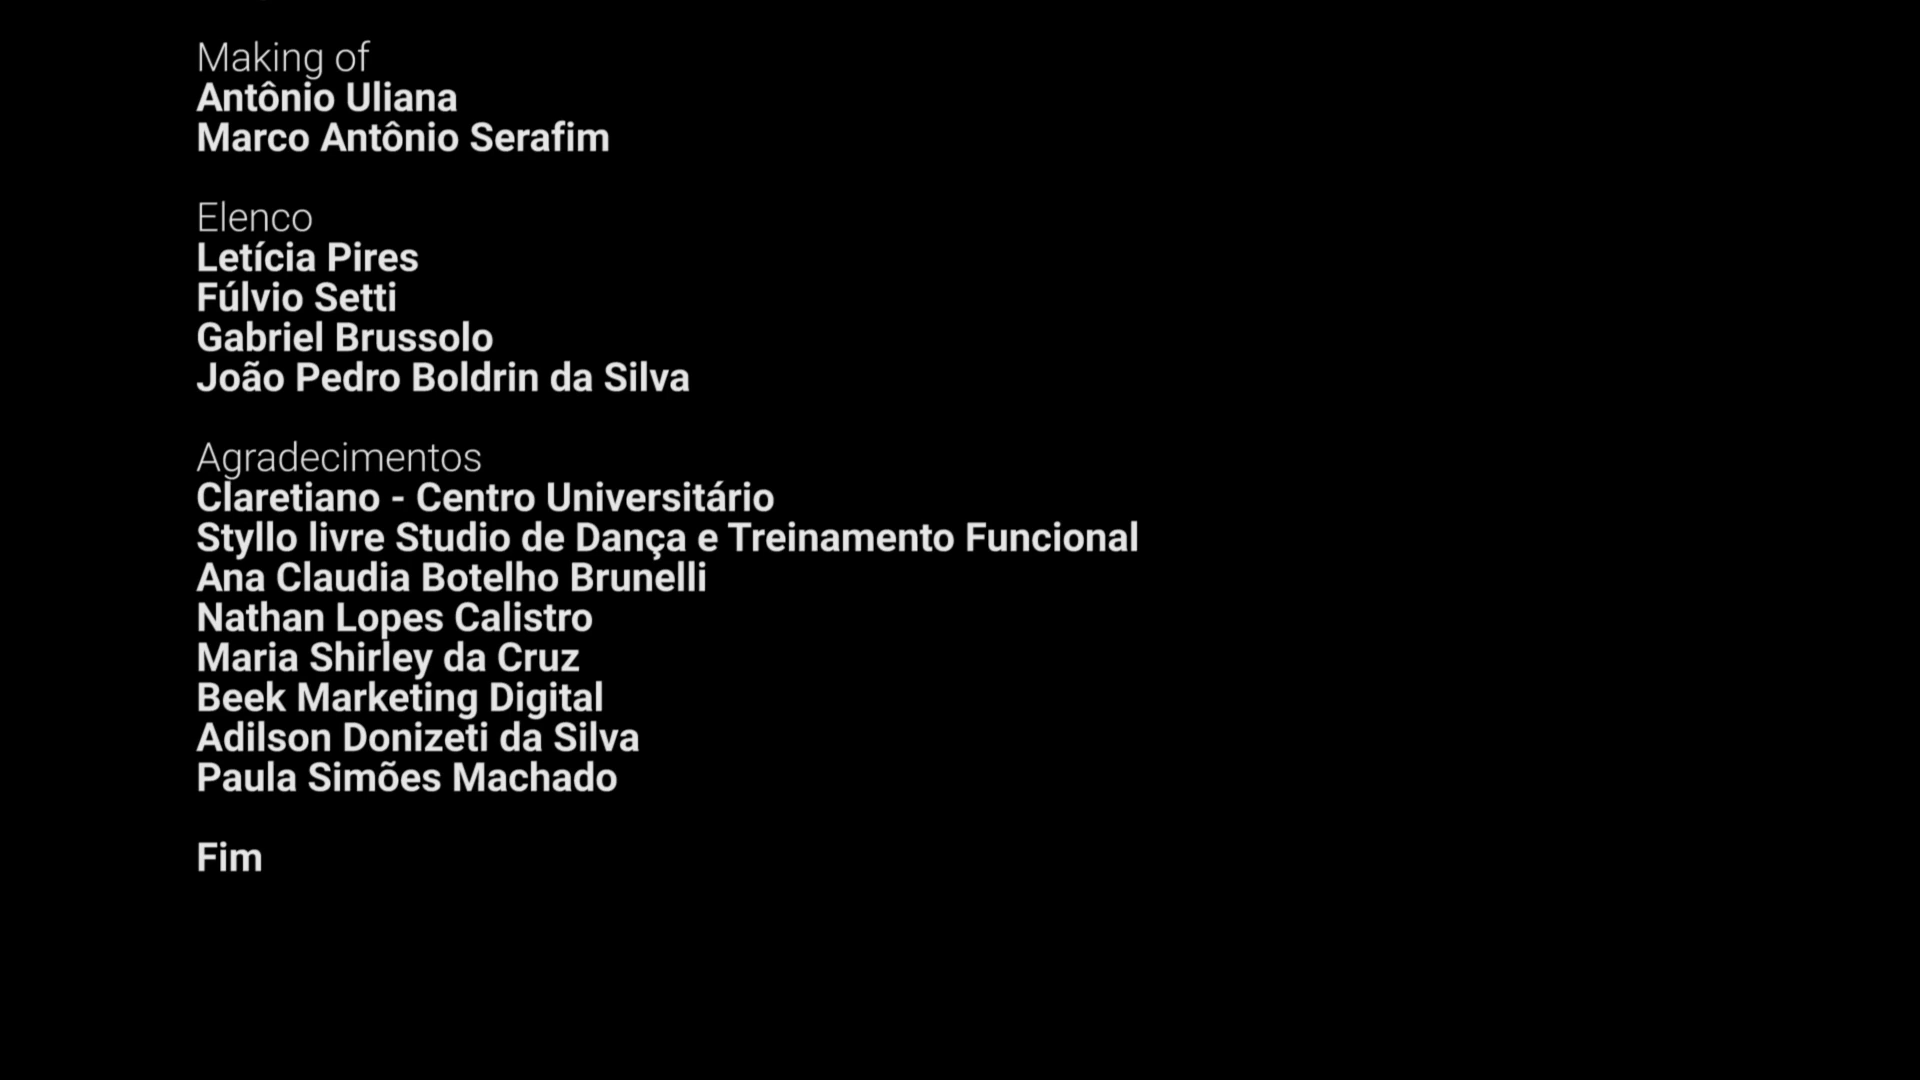 Making of
Antônio Uliana
Marco Antônio Serafim
Elenco
Letícia Pires
Fúlvio Setti
Gabriel Brussolo
João Pedro Boldrin da Silva
Agradecimentos
Claretiano - Centro Universitário
Styllo livre Studio de Dança e Treinamento Funcional
Ana Claudia Botelho Brunelli
Nathan Lopes Calistro
Maria Shirley da Cruz
Beek Marketing Digital
Adilson Donizeti da Silva
Paula Simões Machado
Fim